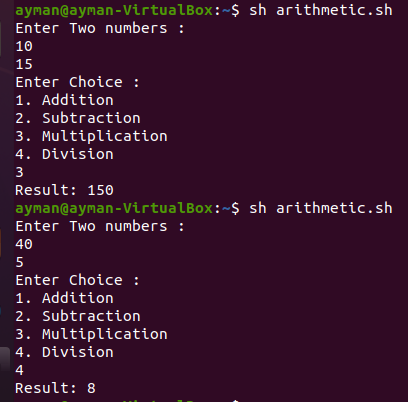 ayman@ayman-VirtualBox:~$ sh arithmetic.sh
Enter Two numbers :
10
15
Enter Choice :
1. Addition
2. Subtraction
3. Multiplication
4. Division
3
Result: 150
ayman@ayman-VirtualBox:~$ sh arithmetic.sh
Enter Two numbers :
40
5
Enter Choice :
1. Addition
2. Subtraction
3. Multiplication
4. Division
4
Result: 8